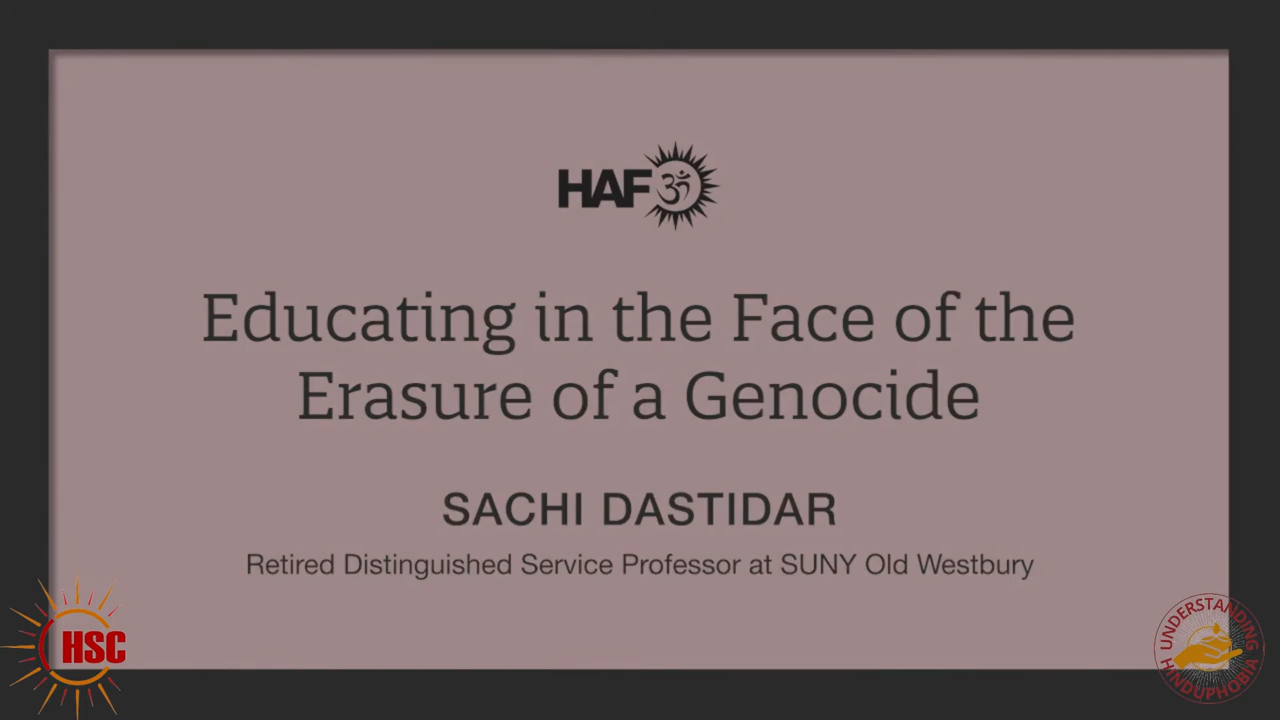 HAF ॐ
Educating in the Face of the
Erasure of a Genocide
SACHI DASTIDAR
Retired Distinguished Service Professor at SUNY Old Westbury
HSC
UNDERSTANDING
HINDUPHOBIA